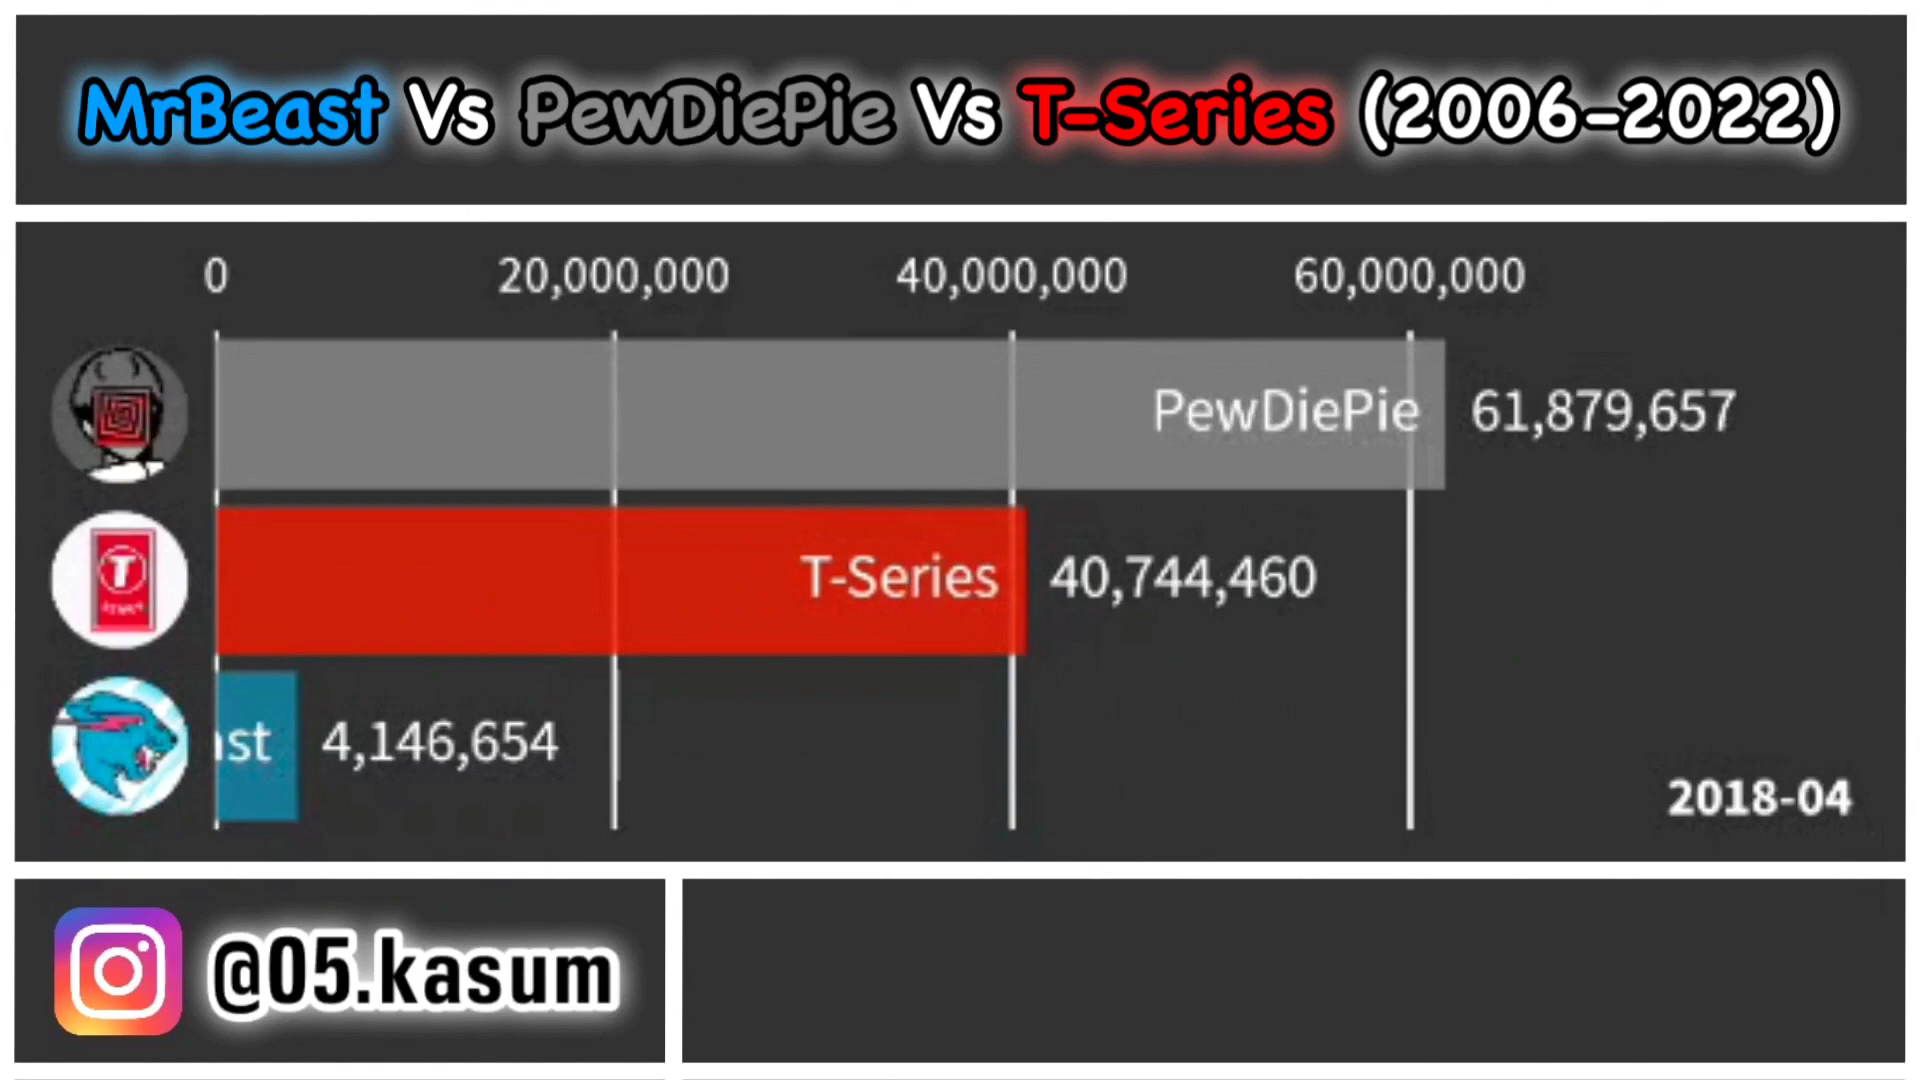 MrBeast Vs PewDiePie Vs T-Series (2006-2022)
0 20,000,000 40,000,000 60,000,000
PewDiePie 61,879,657
T-Series 40,744,460
ast 4,146,654
2018-04
@05.kasum